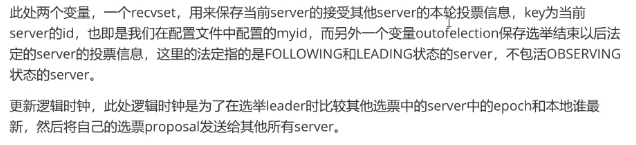 此处两个变量，一个recvset，用来保存当前server的接受其他server的本轮投票信息，key为当前
server的id，也即是我们在配置文件中配置的myid，而另外一个变量outofelection保存选举结束以后法
定的server的投票信息，这里的法定指的是FOLLOWING和LEADING状态的server，不包活OBSERVING
状态的server。
更新逻辑时钟，此处逻辑时钟是为了在选举leader时比较其他选票中的server中的epoch和本地谁最
新，然后将自己的选票proposal发送给其他所有server。